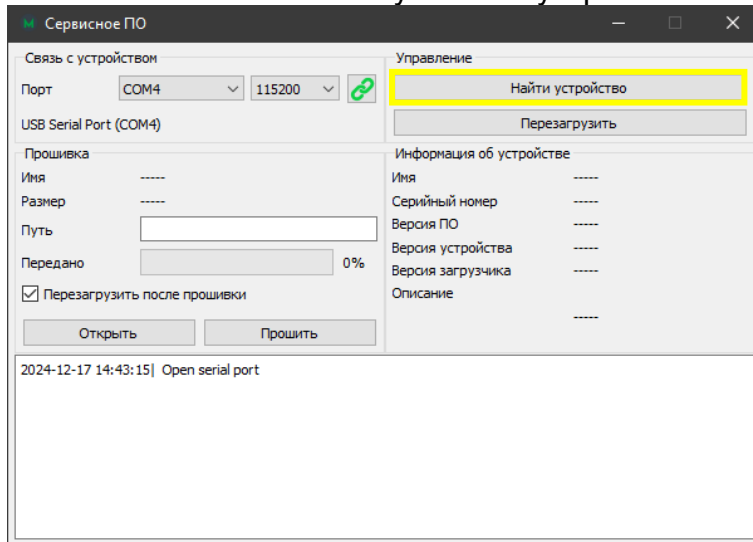 Сервисное ПО
Связь с устройством
Порт COM4 115200
USB Serial Port (COM4)
Управление
Найти устройство
Перезагрузить
Прошивка
Имя -----
Размер -----
Путь
Передано 0%
Перезагрузить после прошивки
Открыть Прошить
Информация об устройстве
Имя -----
Серийный номер -----
Версия ПО -----
Версия устройства -----
Версия загрузчика -----
Описание
-----
2024-12-17 14:43:15| Open serial port